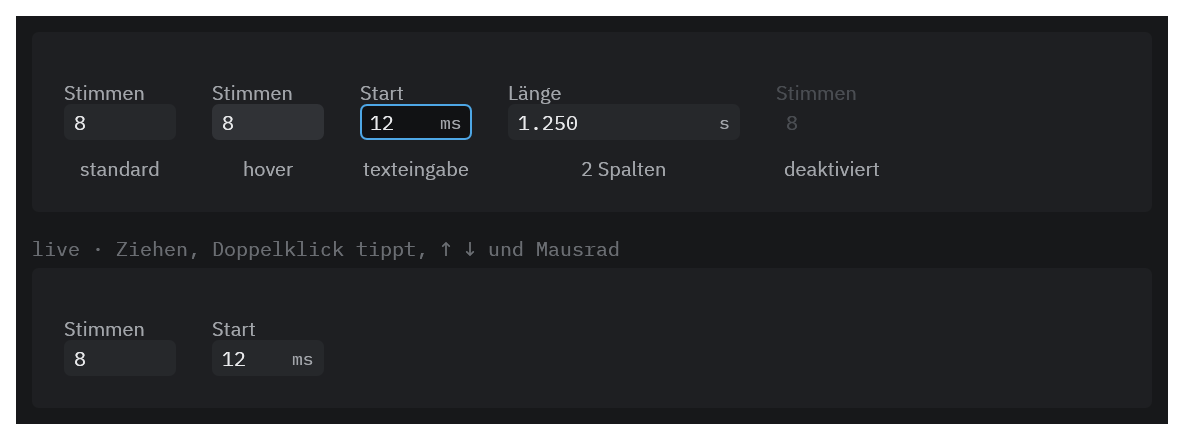 Stimmen Stimmen Start Länge Stimmen
8 8 12 ms 1.250 s 8
standard hover texteingabe 2 Spalten deaktiviert
live · Ziehen, Doppelklick tippt, ↑ ↓ und Mausrad
Stimmen Start
8 12 ms